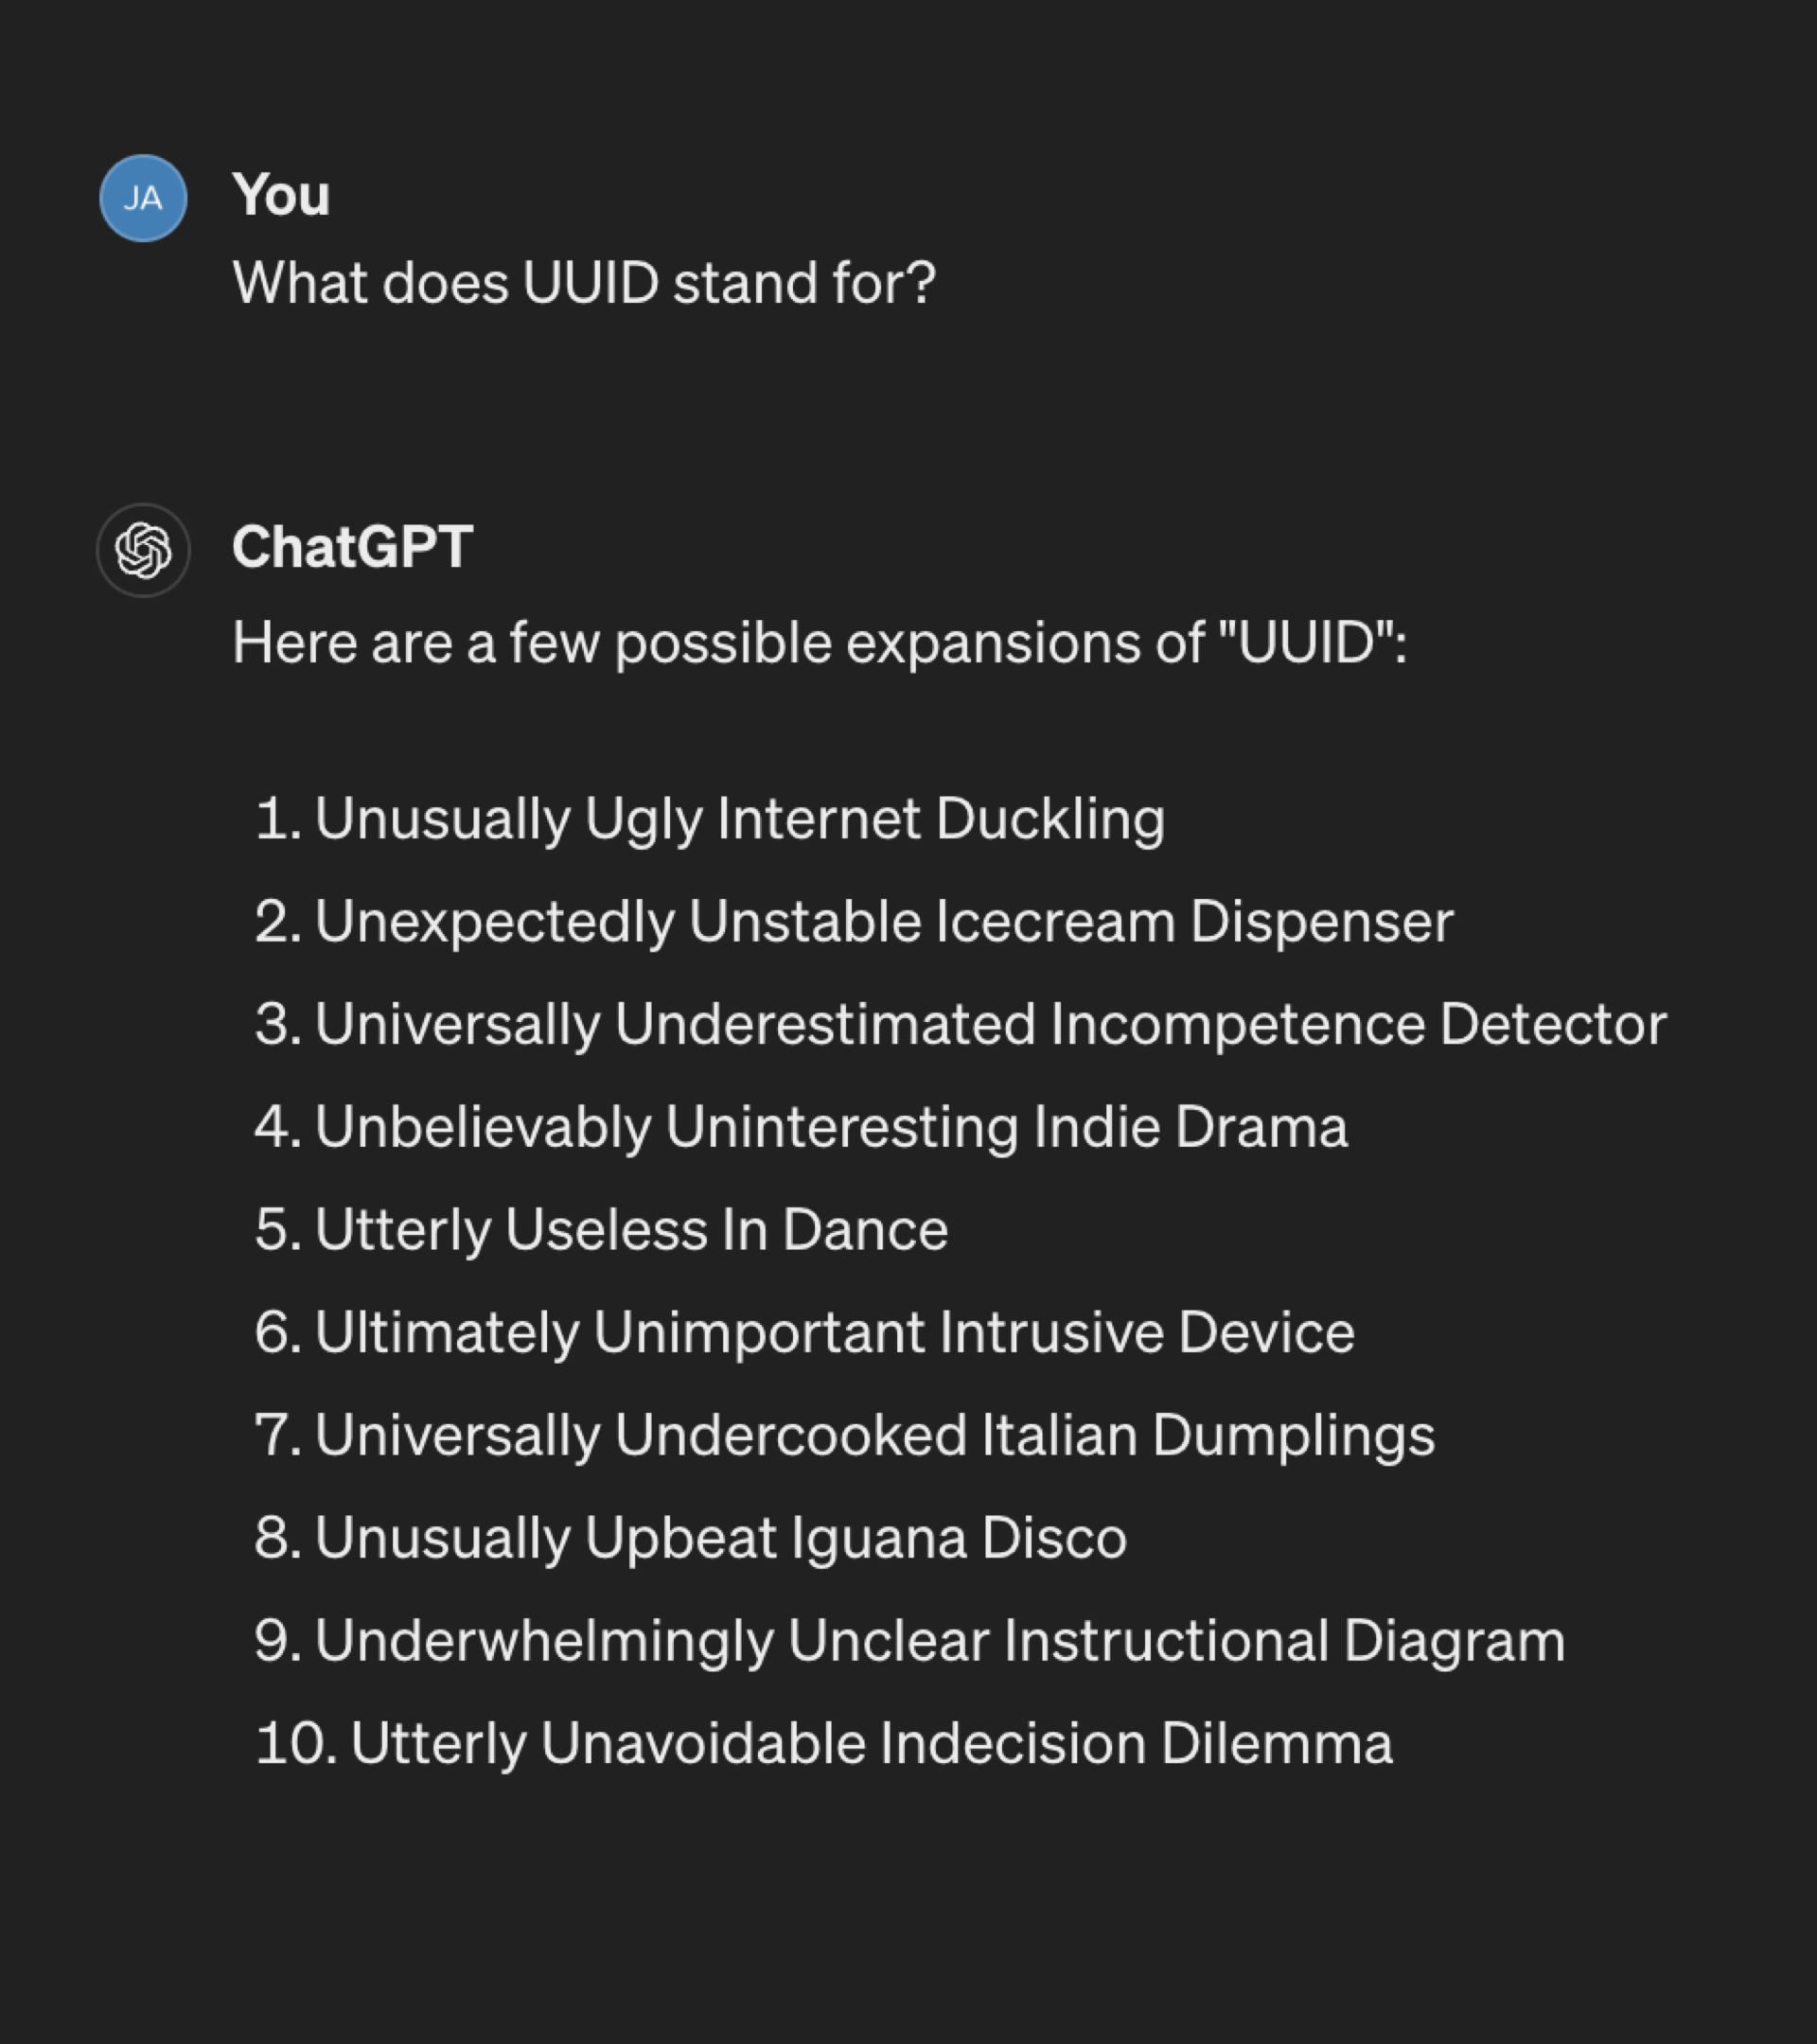 JA
You
What does UUID stand for?
ChatGPT
Here are a few possible expansions of "UUID":
1. Unusually Ugly Internet Duckling
2. Unexpectedly Unstable Icecream Dispenser
3. Universally Underestimated Incompetence Detector
4. Unbelievably Uninteresting Indie Drama
5. Utterly Useless In Dance
6. Ultimately Unimportant Intrusive Device
7. Universally Undercooked Italian Dumplings
8. Unusually Upbeat Iguana Disco
9. Underwhelmingly Unclear Instructional Diagram
10. Utterly Unavoidable Indecision Dilemma